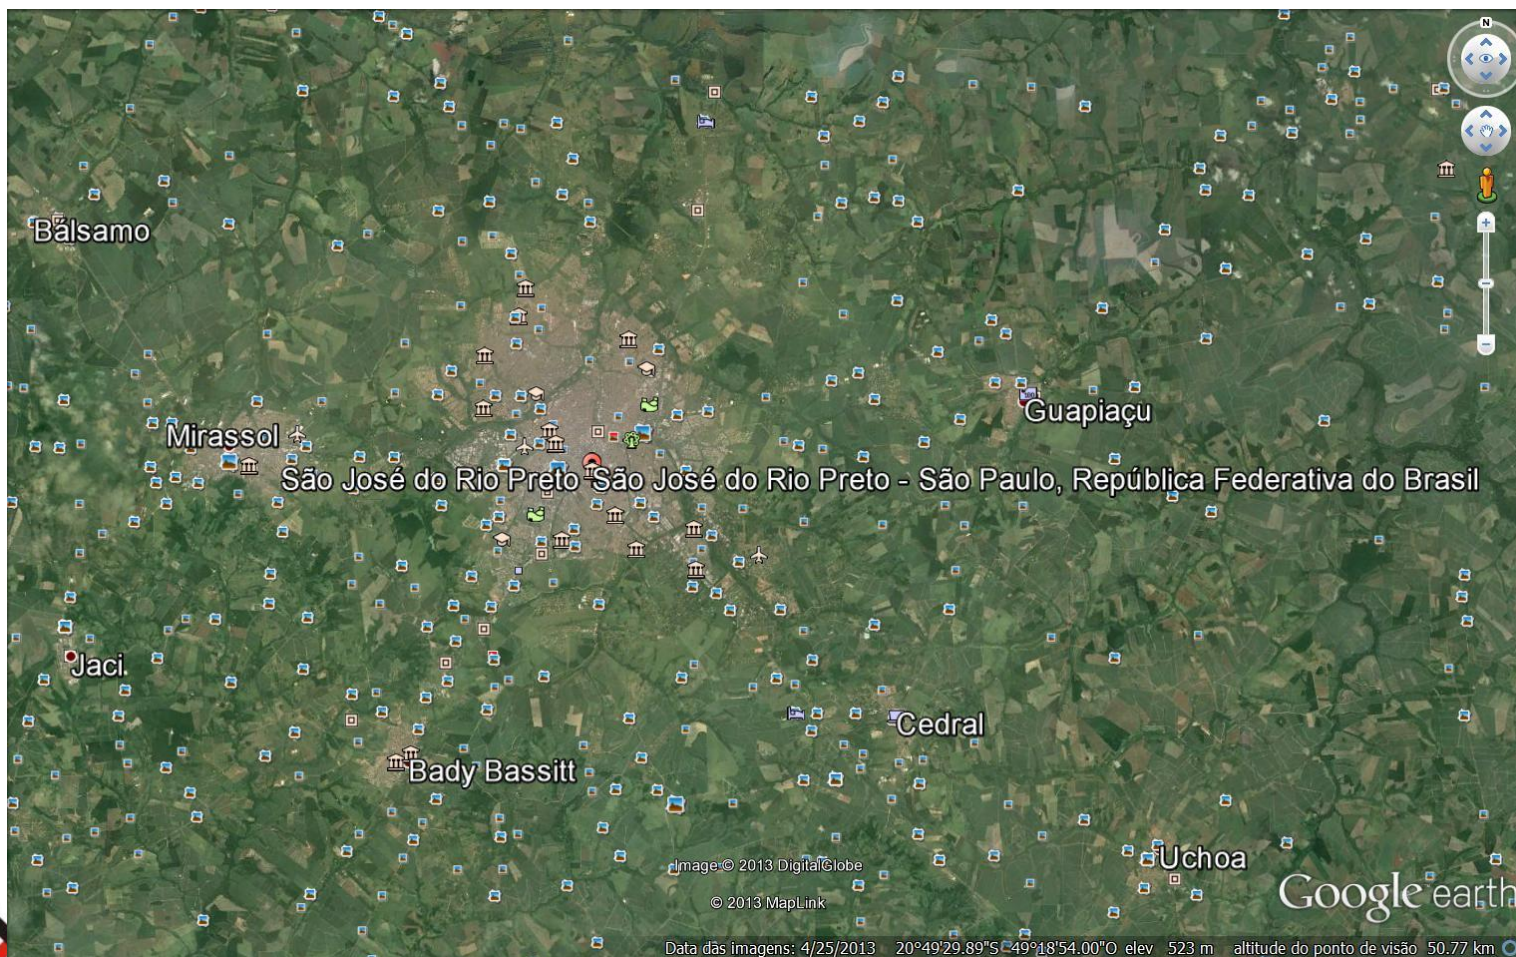 N
Bálsamo
Guapiaçu
Mirassol
São José do Rio Preto São José do Rio Preto - São Paulo, República Federativa do Brasil
Jaci
Cedral
Bady Bassitt
Uchoa
Image © 2013 DigitalGlobe
© 2013 MapLink
Google earth
Data das imagens: 4/25/2013 20°49'29.89"S 49°18'54.00"O elev 523 m altitude do ponto de visão 50.77 km